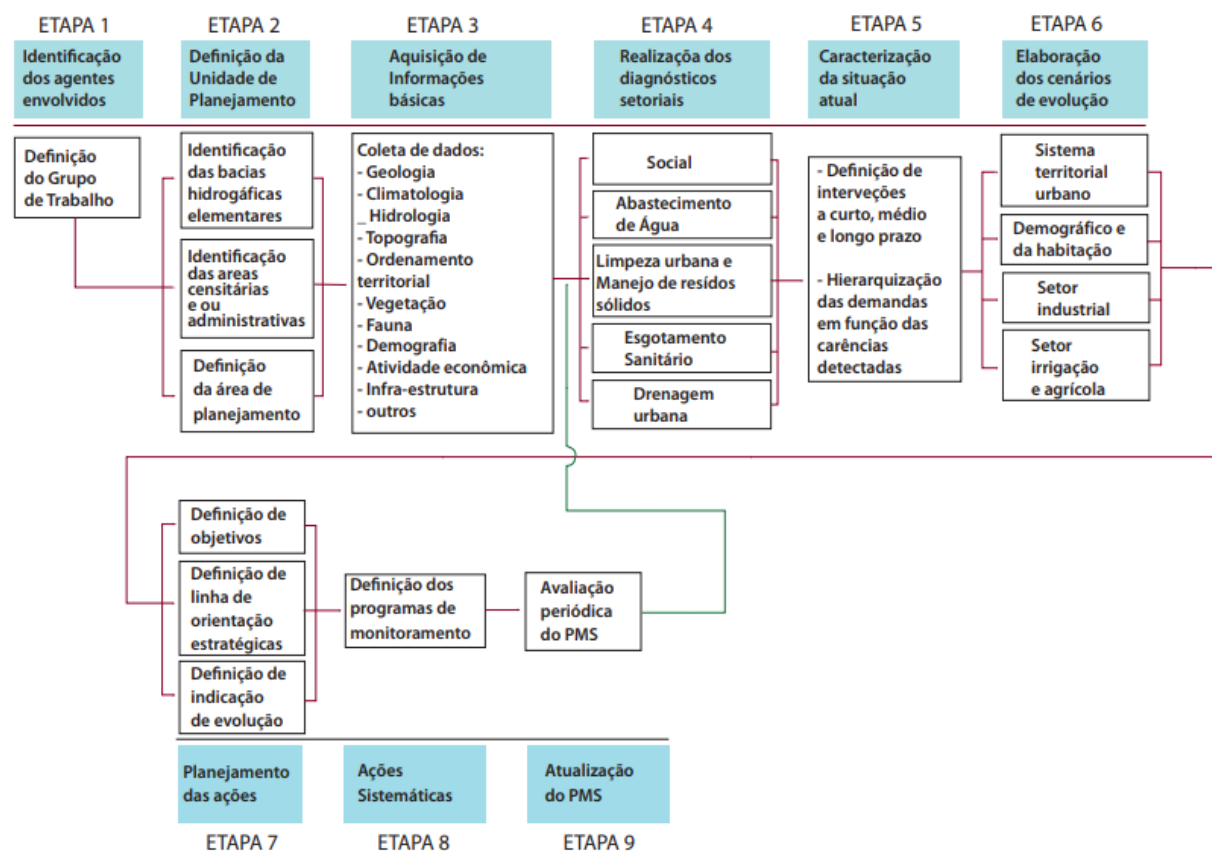 ETAPA 1
Identificação
dos agentes
envolvidos
ETAPA 2
Definição da
Unidade de
Planejamento
ETAPA 3
Aquisição de
Informações
básicas
ETAPA 4
Realizaçõa dos
diagnósticos
setoriais
ETAPA 5
Caracterização
da situação
atual
ETAPA 6
Elaboração
dos cenários
de evolução
Definição
do Grupo
de Trabalho
Identificação
das bacias
hidrogáficas
elementares
Identificação
das areas
censitárias
e ou
administrativas
Definição
da área de
planejamento
Coleta de dados:
- Geologia
- Climatologia
_ Hidrologia
- Topografia
- Ordenamento
territorial
- Vegetação
- Fauna
- Demografia
- Atividade econômica
- Infra-estrutura
- outros
Social
Abastecimento
de Água
Limpeza urbana e
Manejo de resídos
sólidos
Esgotamento
Sanitário
Drenagem
urbana
- Definição de
interveções
a curto, médio
e longo prazo
- Hierarquização
das demandas
em função das
carências
detectadas
Sistema
territorial
urbano
Demográfico e
da habitação
Setor
industrial
Setor
irrigação
e agrícola
Definição de
objetivos
Definição de
linha de
orientação
estratégicas
Definição de
indicação
de evolução
Definição dos
programas de
monitoramento
Avaliação
periódica
do PMS
Planejamento
das ações
ETAPA 7
Ações
Sistemáticas
ETAPA 8
Atualização
do PMS
ETAPA 9